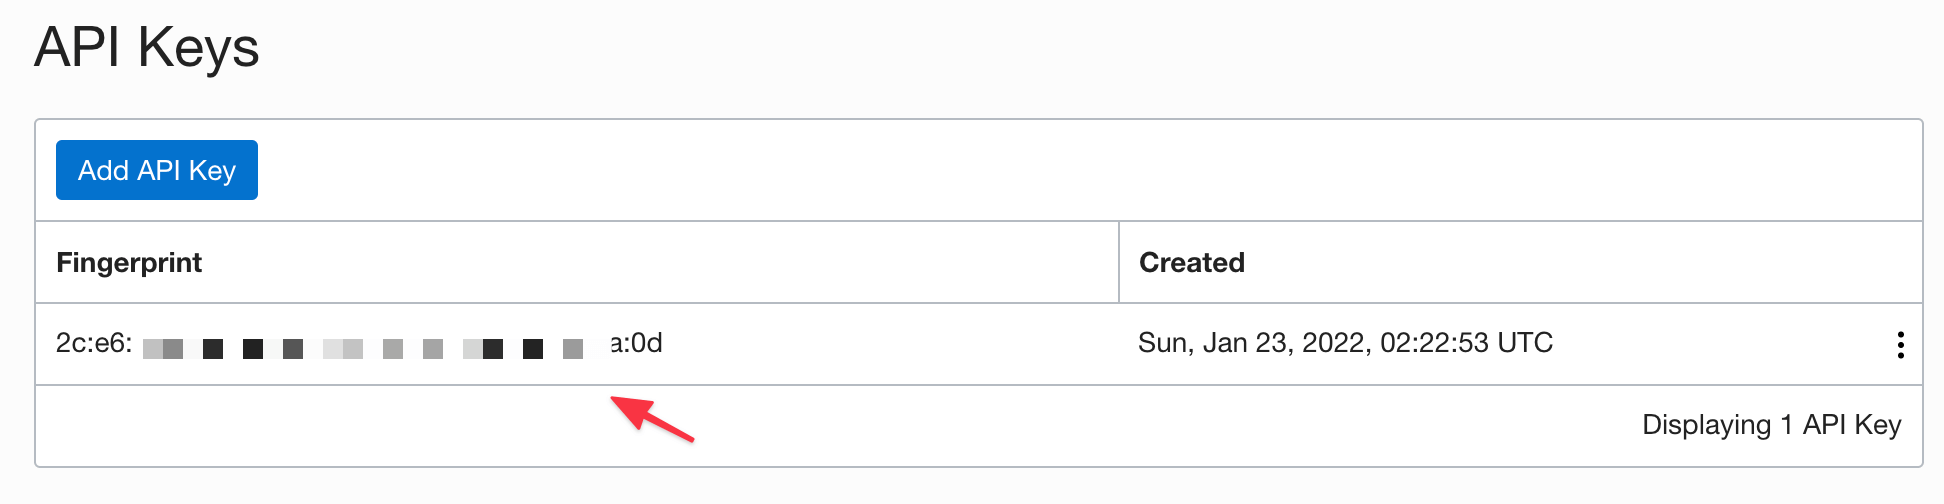 API Keys
Add API Key
Fingerprint Created
2c:e6: a:0d Sun, Jan 23, 2022, 02:22:53 UTC
Displaying 1 API Key